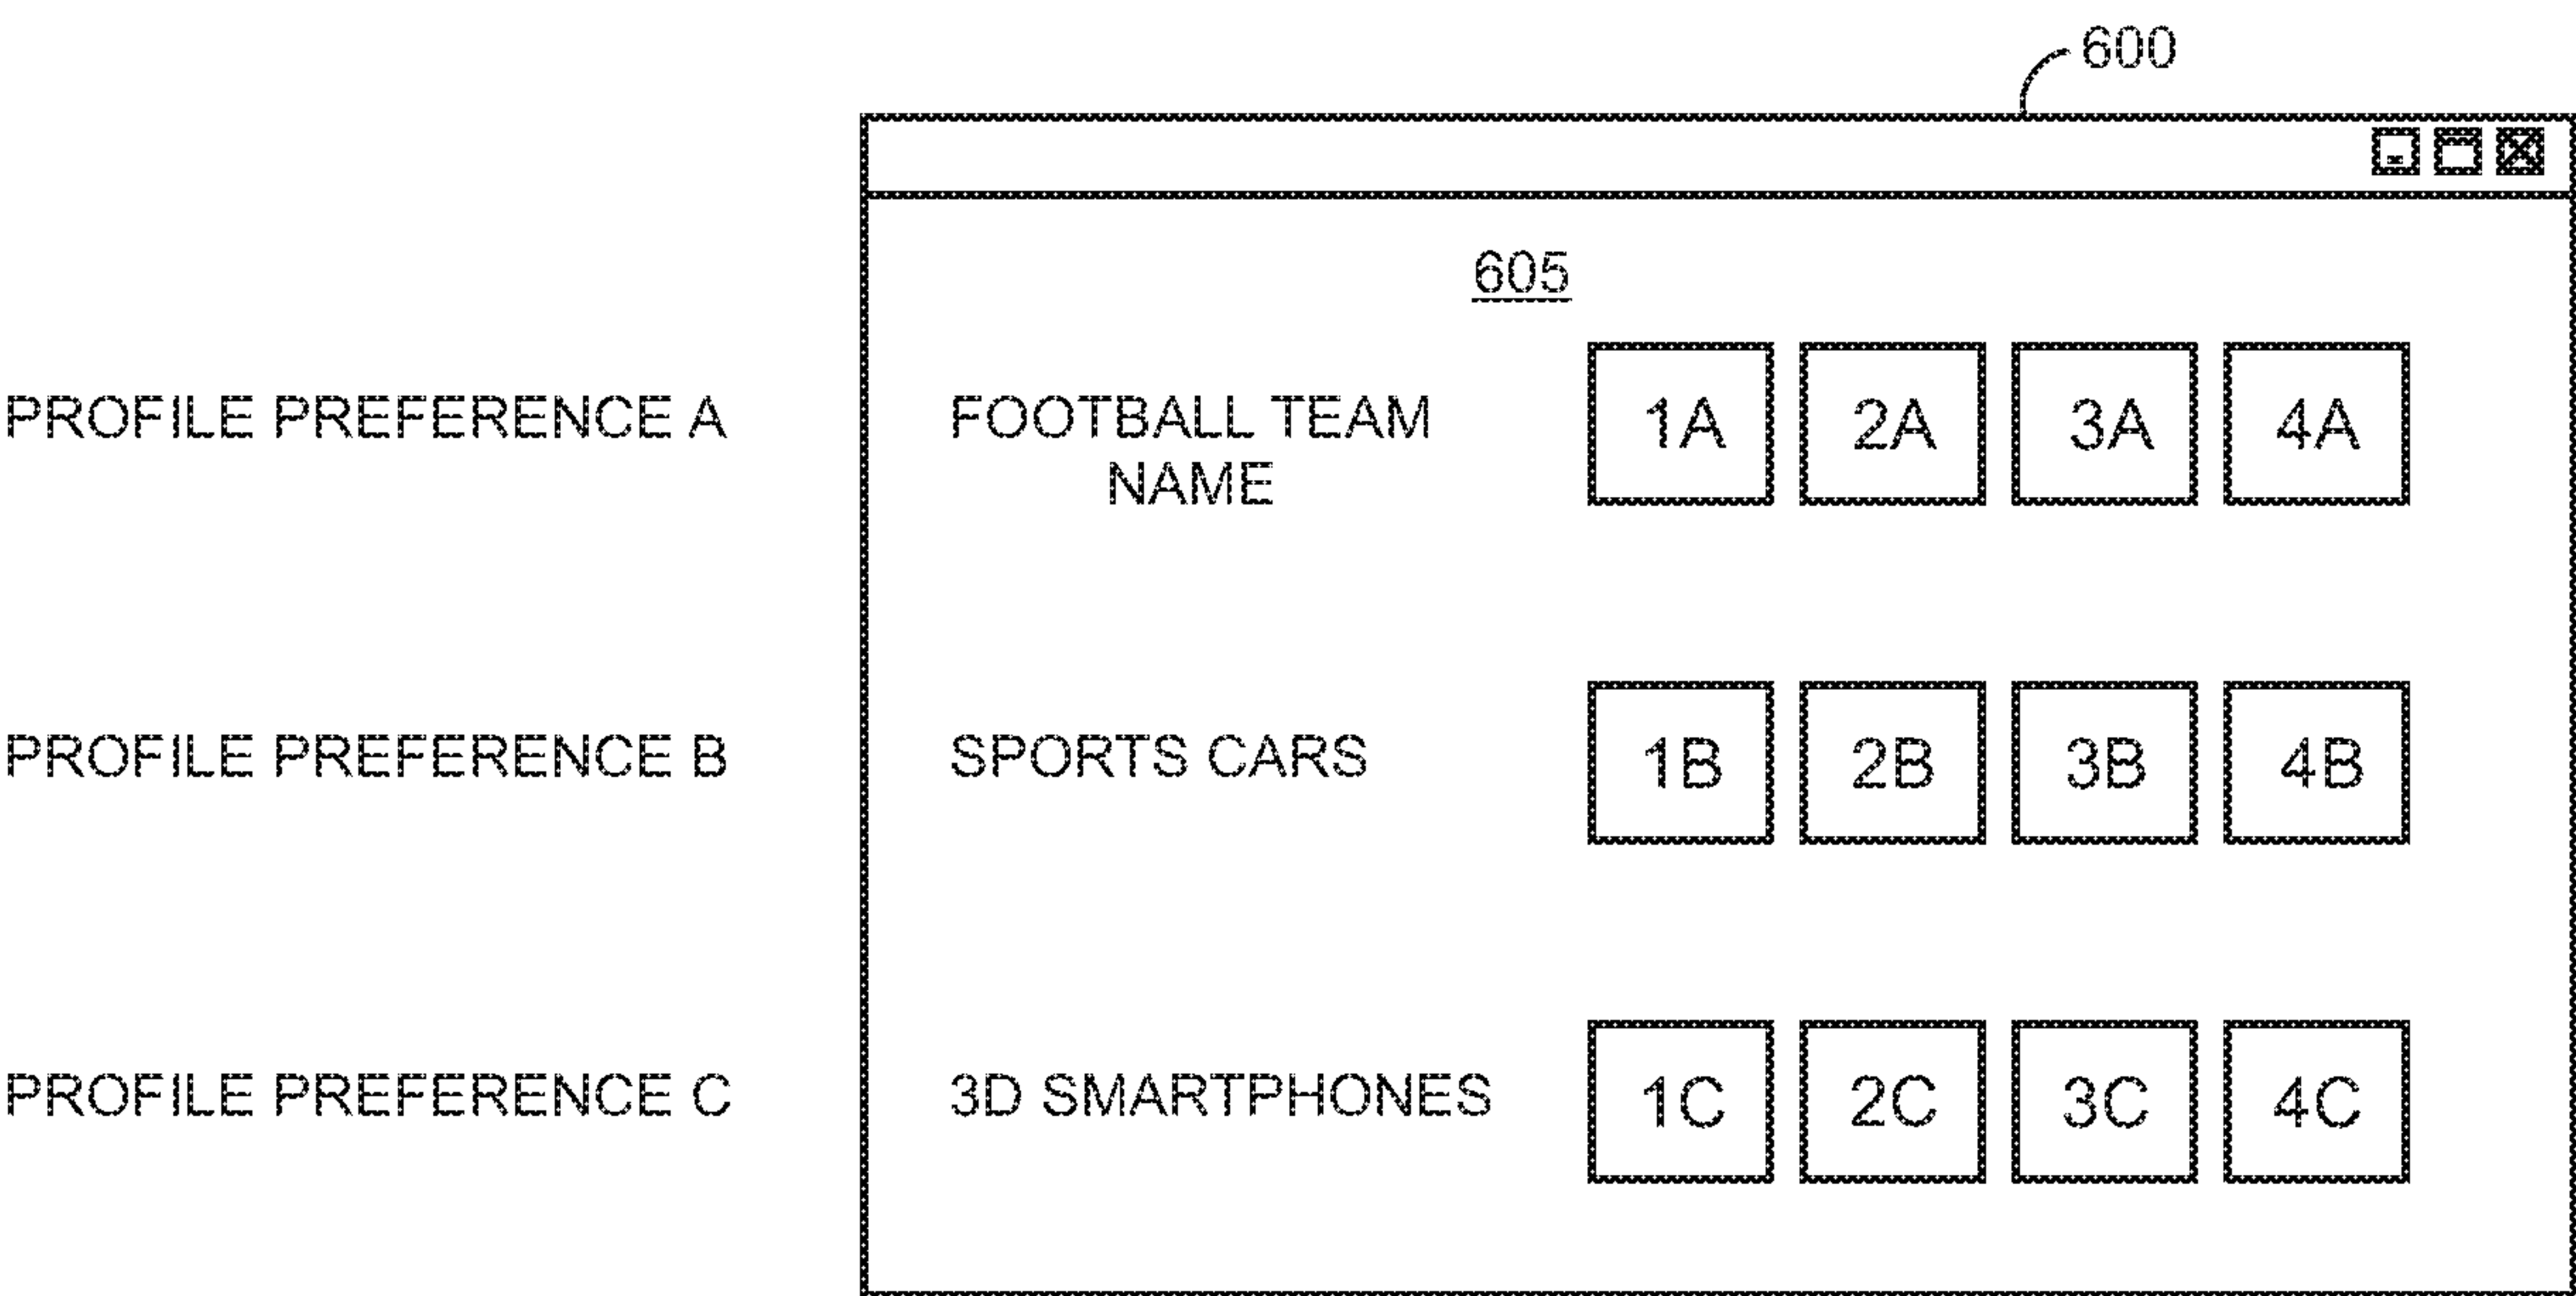 600
605
PROFILE PREFERENCE A FOOTBALL TEAM 1A 2A 3A 4A
NAME
PROFILE PREFERENCE B SPORTS CARS 1B 2B 3B 4B
PROFILE PREFERENCE C 3D SMARTPHONES 1C 2C 3C 4C